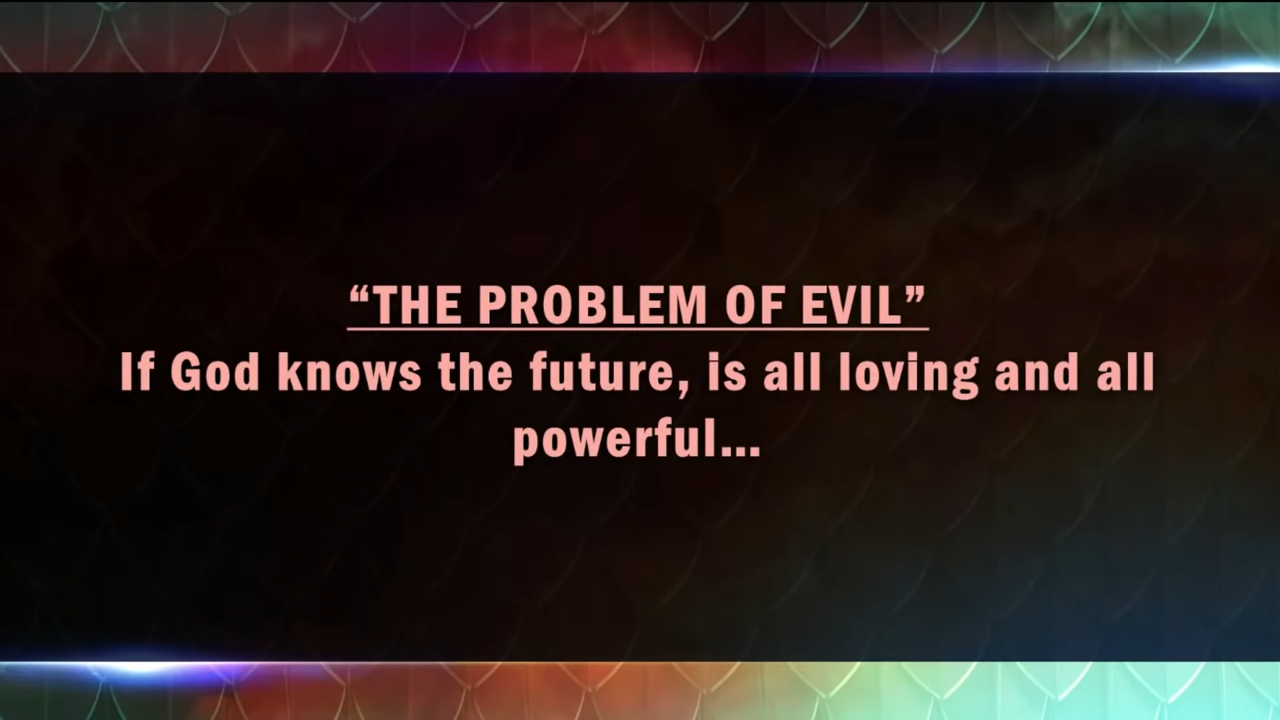 “THE PROBLEM OF EVIL”
If God knows the future, is all loving and all
powerful...